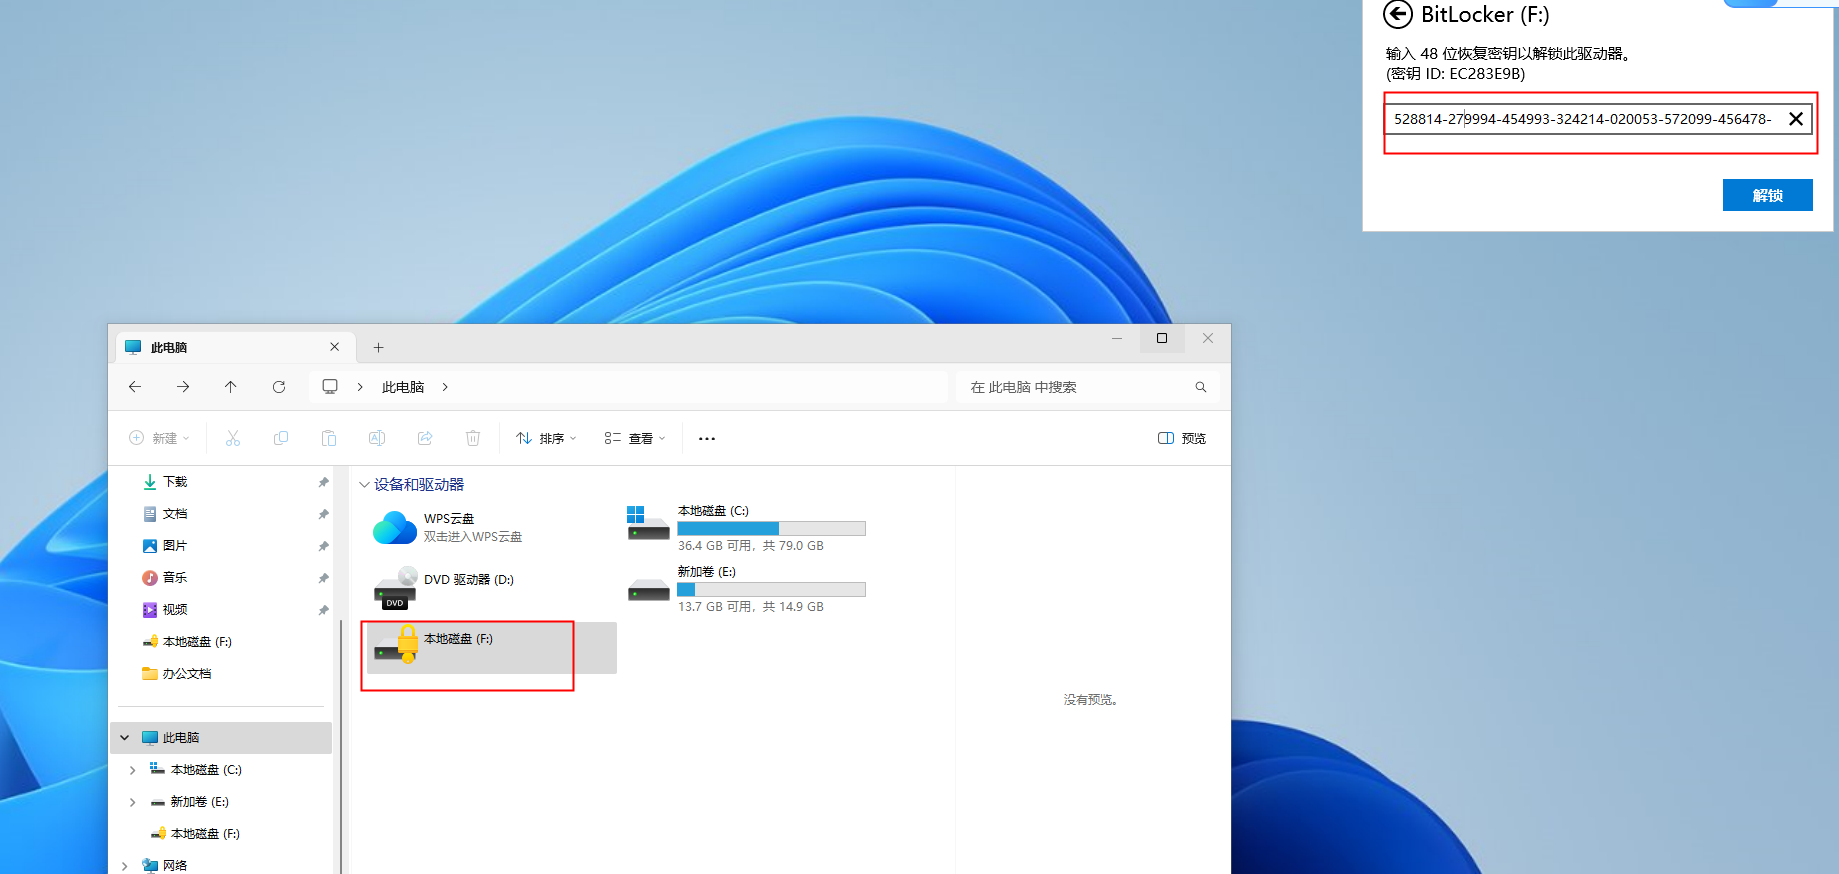 BitLocker (F:)
输入 48 位恢复密钥以解锁此驱动器。
(密钥 ID: EC283E9B)
528814-279994-454993-324214-020053-572099-456478-
解锁
此电脑
此电脑
在 此电脑 中搜索
新建
排序
查看
预览
下载
文档
图片
音乐
视频
本地磁盘 (F:)
办公文档
此电脑
本地磁盘 (C:)
新加卷 (E:)
本地磁盘 (F:)
网络
设备和驱动器
WPS云盘
双击进入WPS云盘
本地磁盘 (C:)
36.4 GB 可用，共 79.0 GB
DVD 驱动器 (D:)
DVD
新加卷 (E:)
13.7 GB 可用，共 14.9 GB
本地磁盘 (F:)
没有预览。